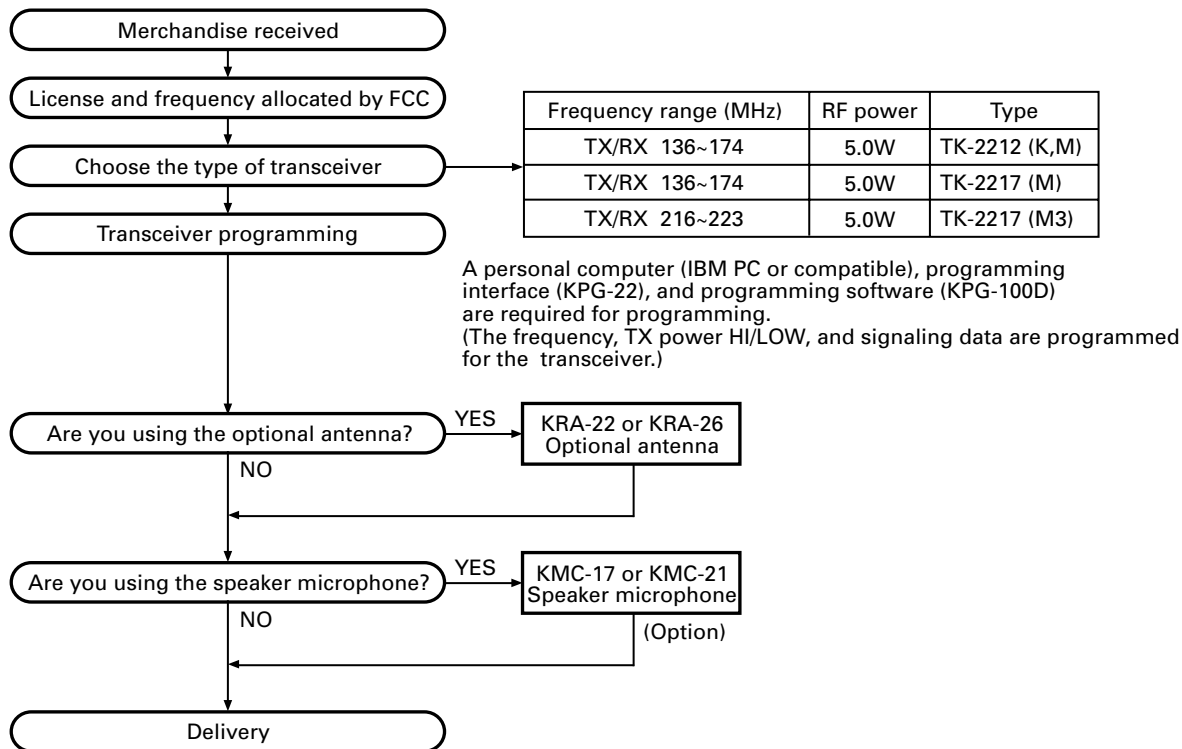 Merchandise received
License and frequency allocated by FCC
Choose the type of transceiver
Frequency range (MHz) RF power Type
TX/RX 136~174 5.0W TK-2212 (K,M)
TX/RX 136~174 5.0W TK-2217 (M)
TX/RX 216~223 5.0W TK-2217 (M3)
Transceiver programming
A personal computer (IBM PC or compatible), programming
interface (KPG-22), and programming software (KPG-100D)
are required for programming.
(The frequency, TX power HI/LOW, and signaling data are programmed
for the transceiver.)
Are you using the optional antenna?
YES
KRA-22 or KRA-26
Optional antenna
NO
Are you using the speaker microphone?
YES
KMC-17 or KMC-21
Speaker microphone
(Option)
NO
Delivery